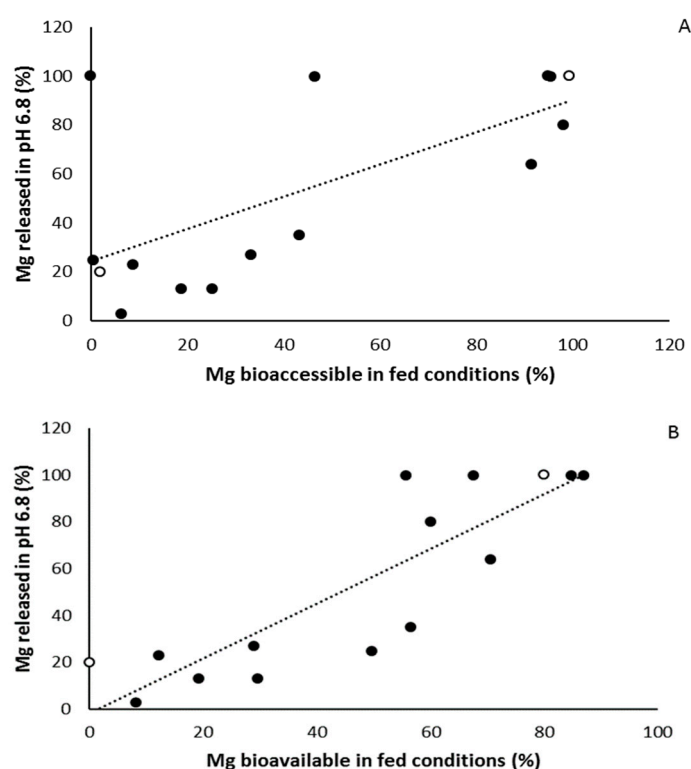 A
120
100
80
60
40
20
0
Mg released in pH 6.8 (%)
0 20 40 60 80 100 120
Mg bioaccessible in fed conditions (%)
B
120
100
80
60
40
20
0
Mg released in pH 6.8 (%)
0 20 40 60 80 100
Mg bioavailable in fed conditions (%)